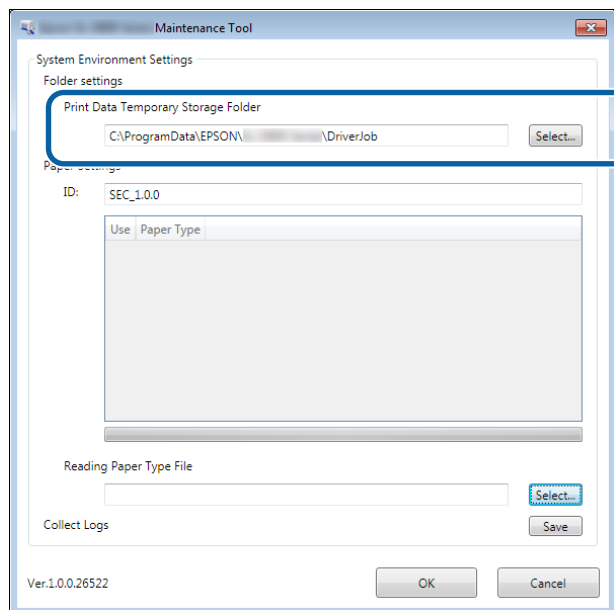 Maintenance Tool
System Environment Settings
Folder settings
Print Data Temporary Storage Folder
C:\ProgramData\EPSON\ \DriverJob Select...
Paper Settings
ID: SEC_1.0.0
Use Paper Type
Reading Paper Type File
Select...
Collect Logs Save
Ver.1.0.0.26522 OK Cancel